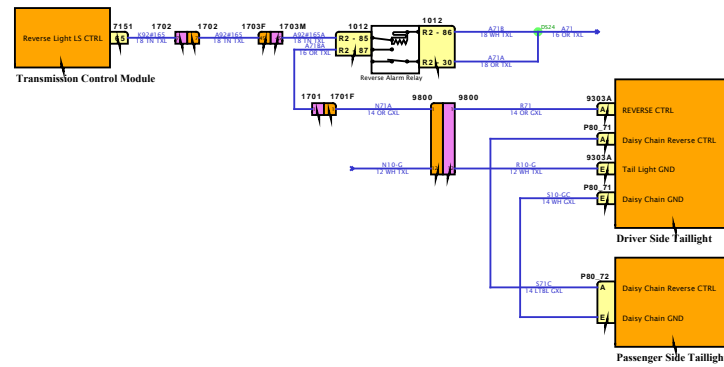 7151 1702 1702 1703F 1703M 1012 1012
Reverse Light LS CTRL
65
K92#165
18 TN TXL
A92#165
18 TN TXL
A92#165A
18 TN TXL
A71BA
16 OR TXL
R2 - 85
R2 - 87
R2 - 86
R2 - 30
A71B
18 WH TXL
A71A
18 OR TXL
DS24
A71
16 OR TXL
Transmission Control Module
Reverse Alarm Relay
1701 1701F 9800 9800 9303A
N71A
14 OR GXL
R71
14 OR GXL
A
REVERSE CTRL
P80_71
A
Daisy Chain Reverse CTRL
9303A
N10-G
12 WH TXL
R10-G
12 WH TXL
E
Tail Light GND
P80_71
S10-GC
14 WH GXL
E
Daisy Chain GND
Driver Side Taillight
P80_72
S71C
14 LTBL GXL
A
Daisy Chain Reverse CTRL
E
Daisy Chain GND
Passenger Side Tailligh